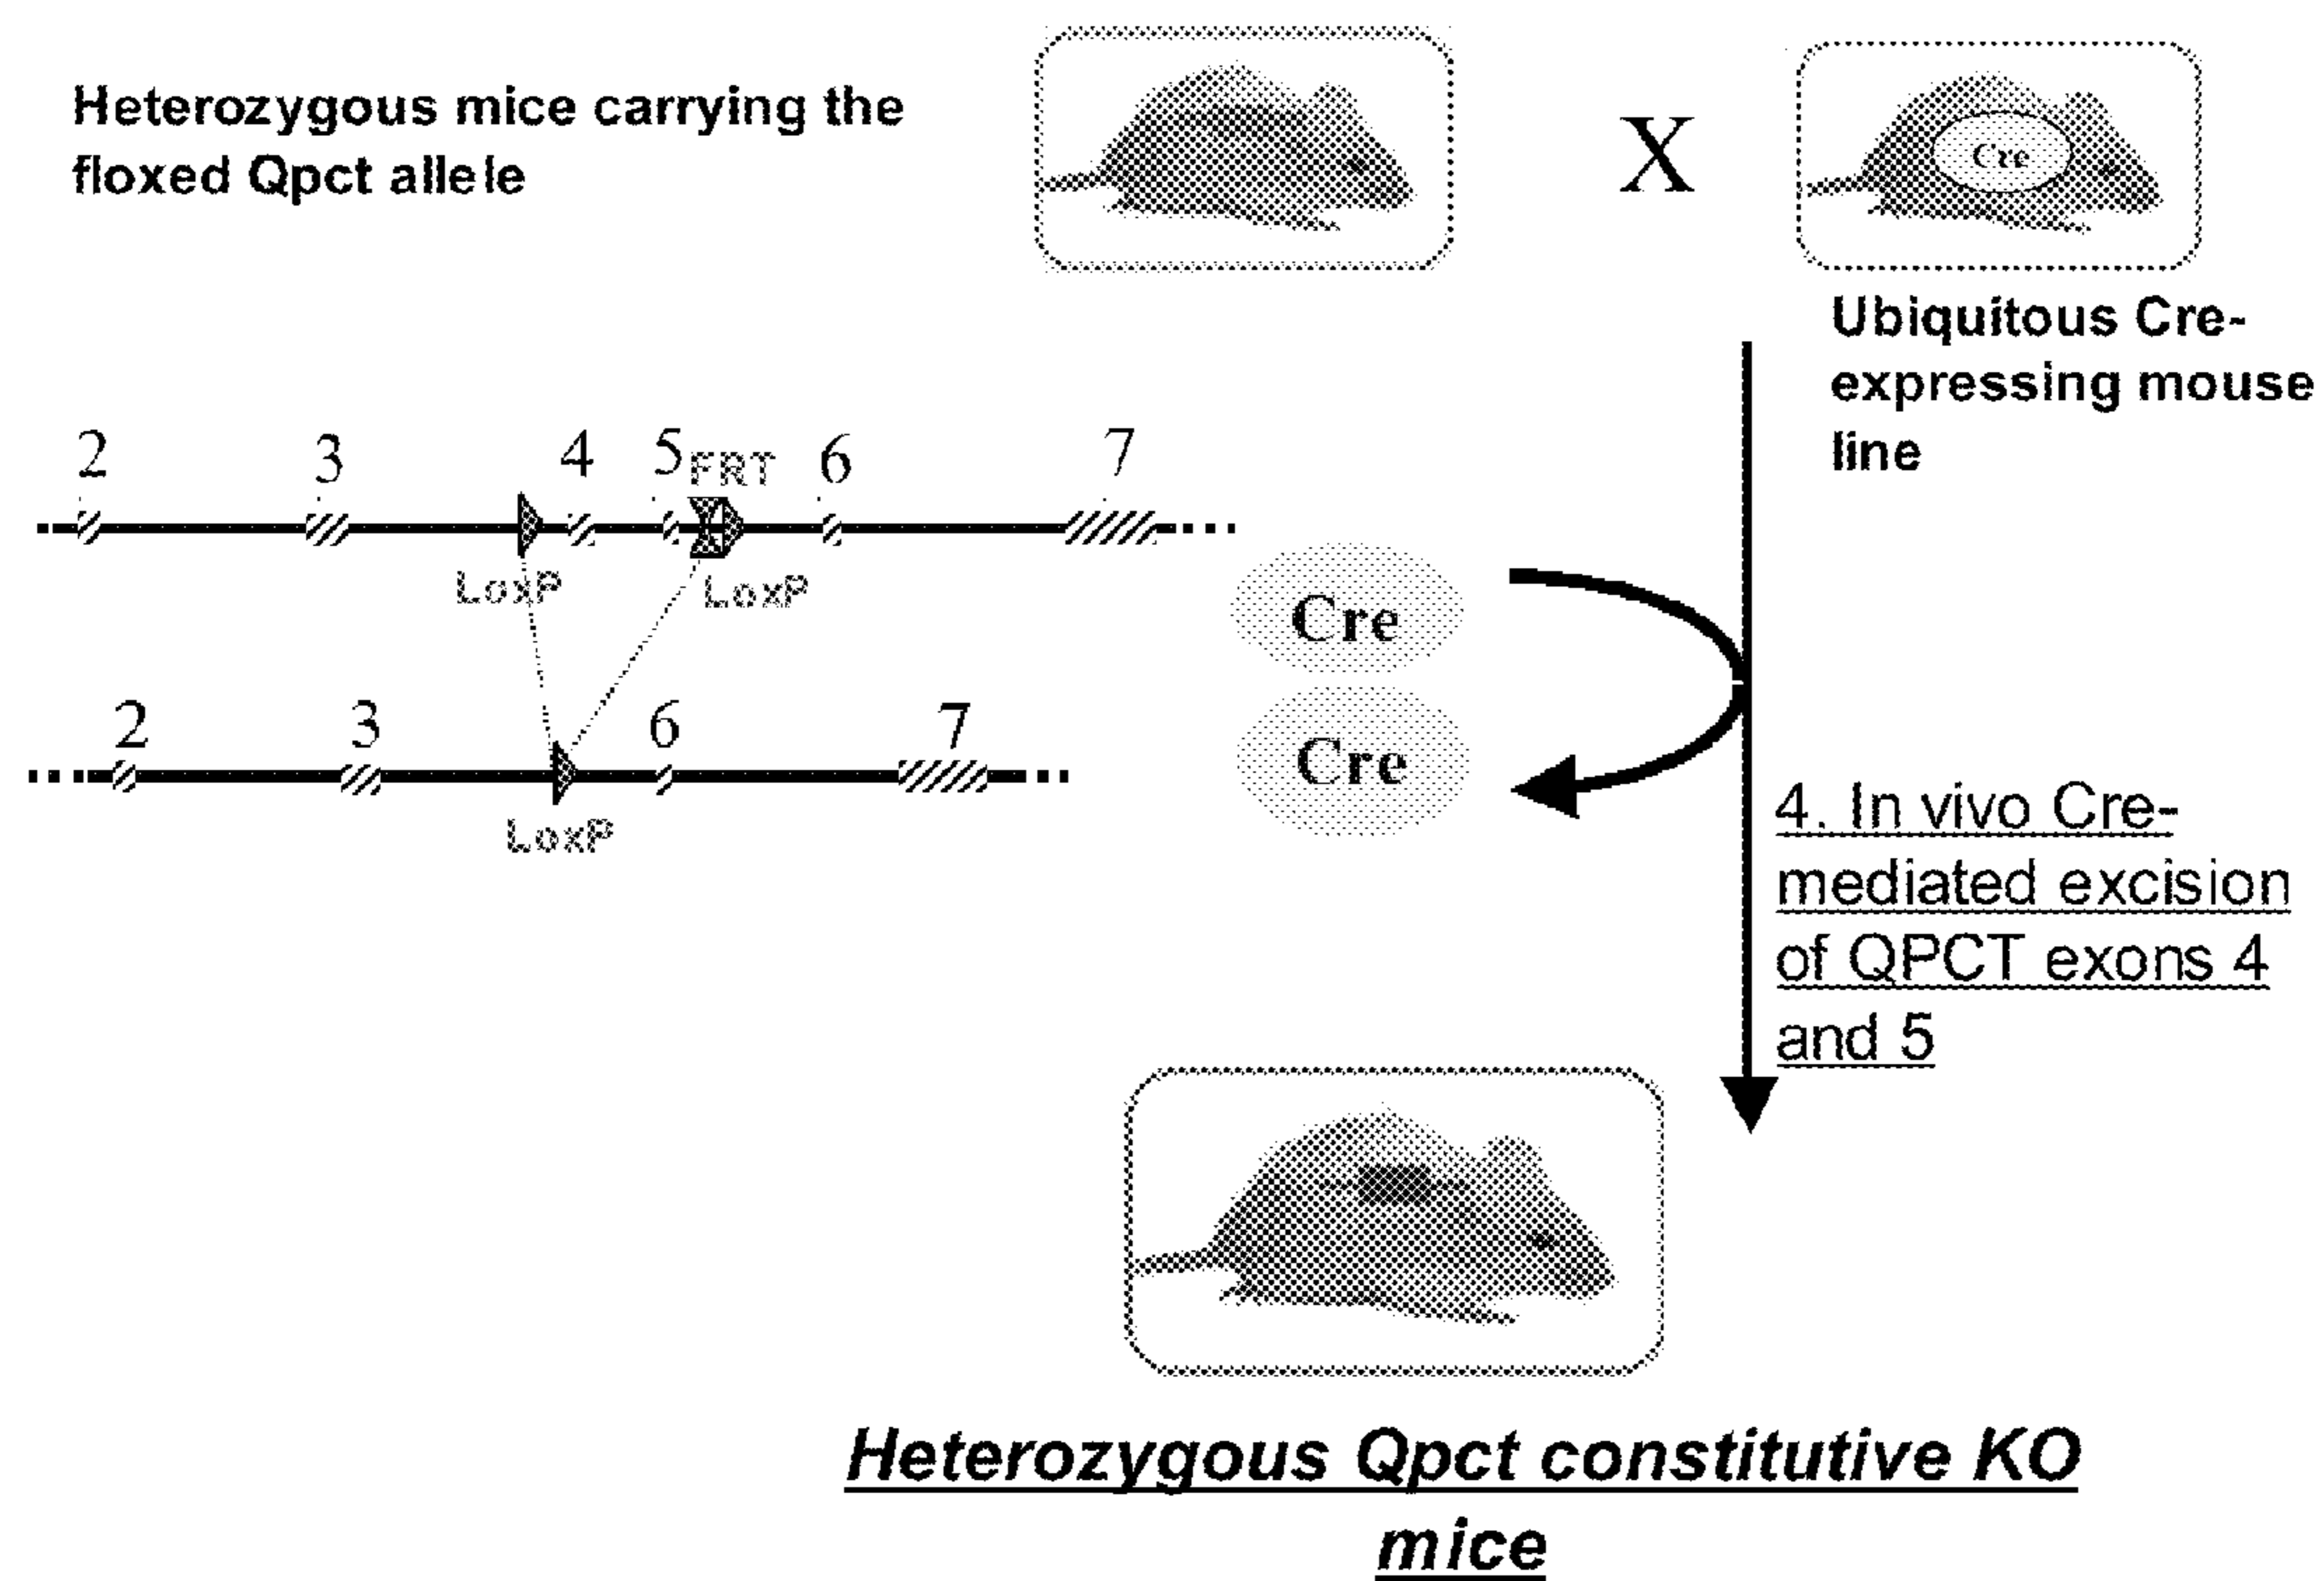 Heterozygous mice carrying the
floxed Qpct allele
X
Cre
Ubiquitous Cre-
expressing mouse
line
2 3 4 5 FRT 6 7
LoxP LoxP
Cre
2 3 6 7
Cre
LoxP
4. In vivo Cre-
mediated excision
of QPCT exons 4
and 5
Heterozygous Qpct constitutive KO
mice